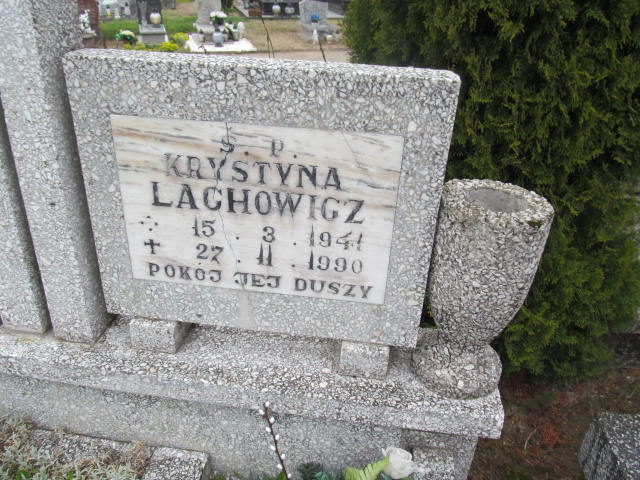 Ś. P.
KRYSTYNA
LACHOWICZ
15. 3. 1941
27. 11. 1990
POKÓJ JEJ DUSZY